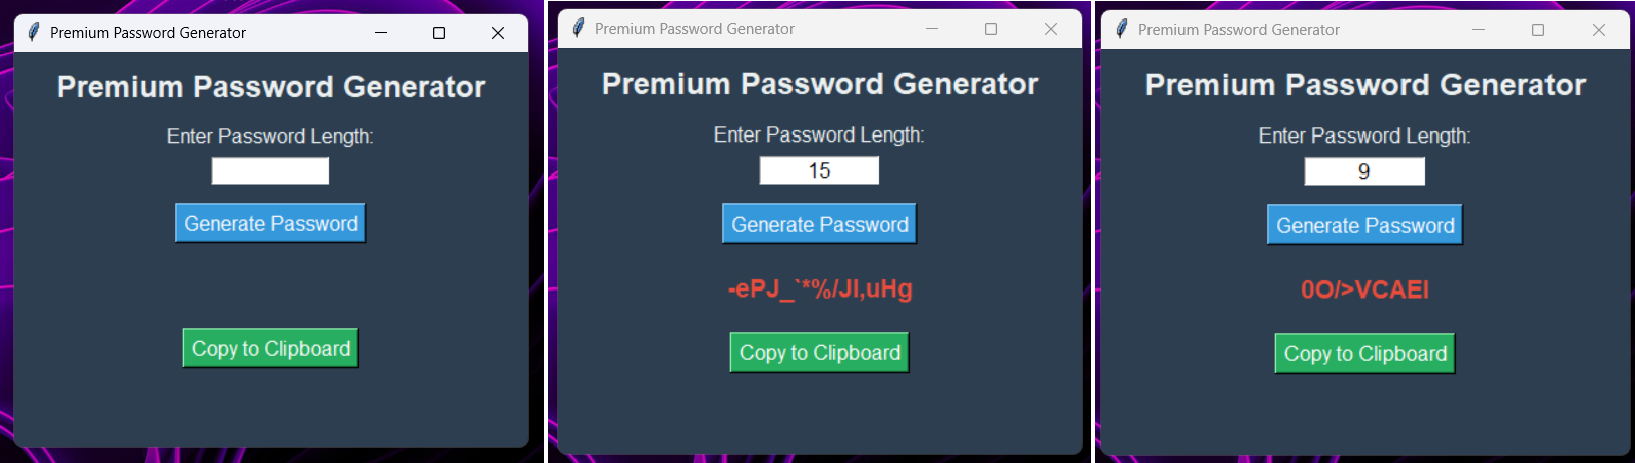 Premium Password Generator
Premium Password Generator
Enter Password Length:
Generate Password
Copy to Clipboard
Premium Password Generator
Premium Password Generator
Enter Password Length:
15
Generate Password
-ePJ_`*%/JI,uHg
Copy to Clipboard
Premium Password Generator
Premium Password Generator
Enter Password Length:
9
Generate Password
0O/>VCAEI
Copy to Clipboard